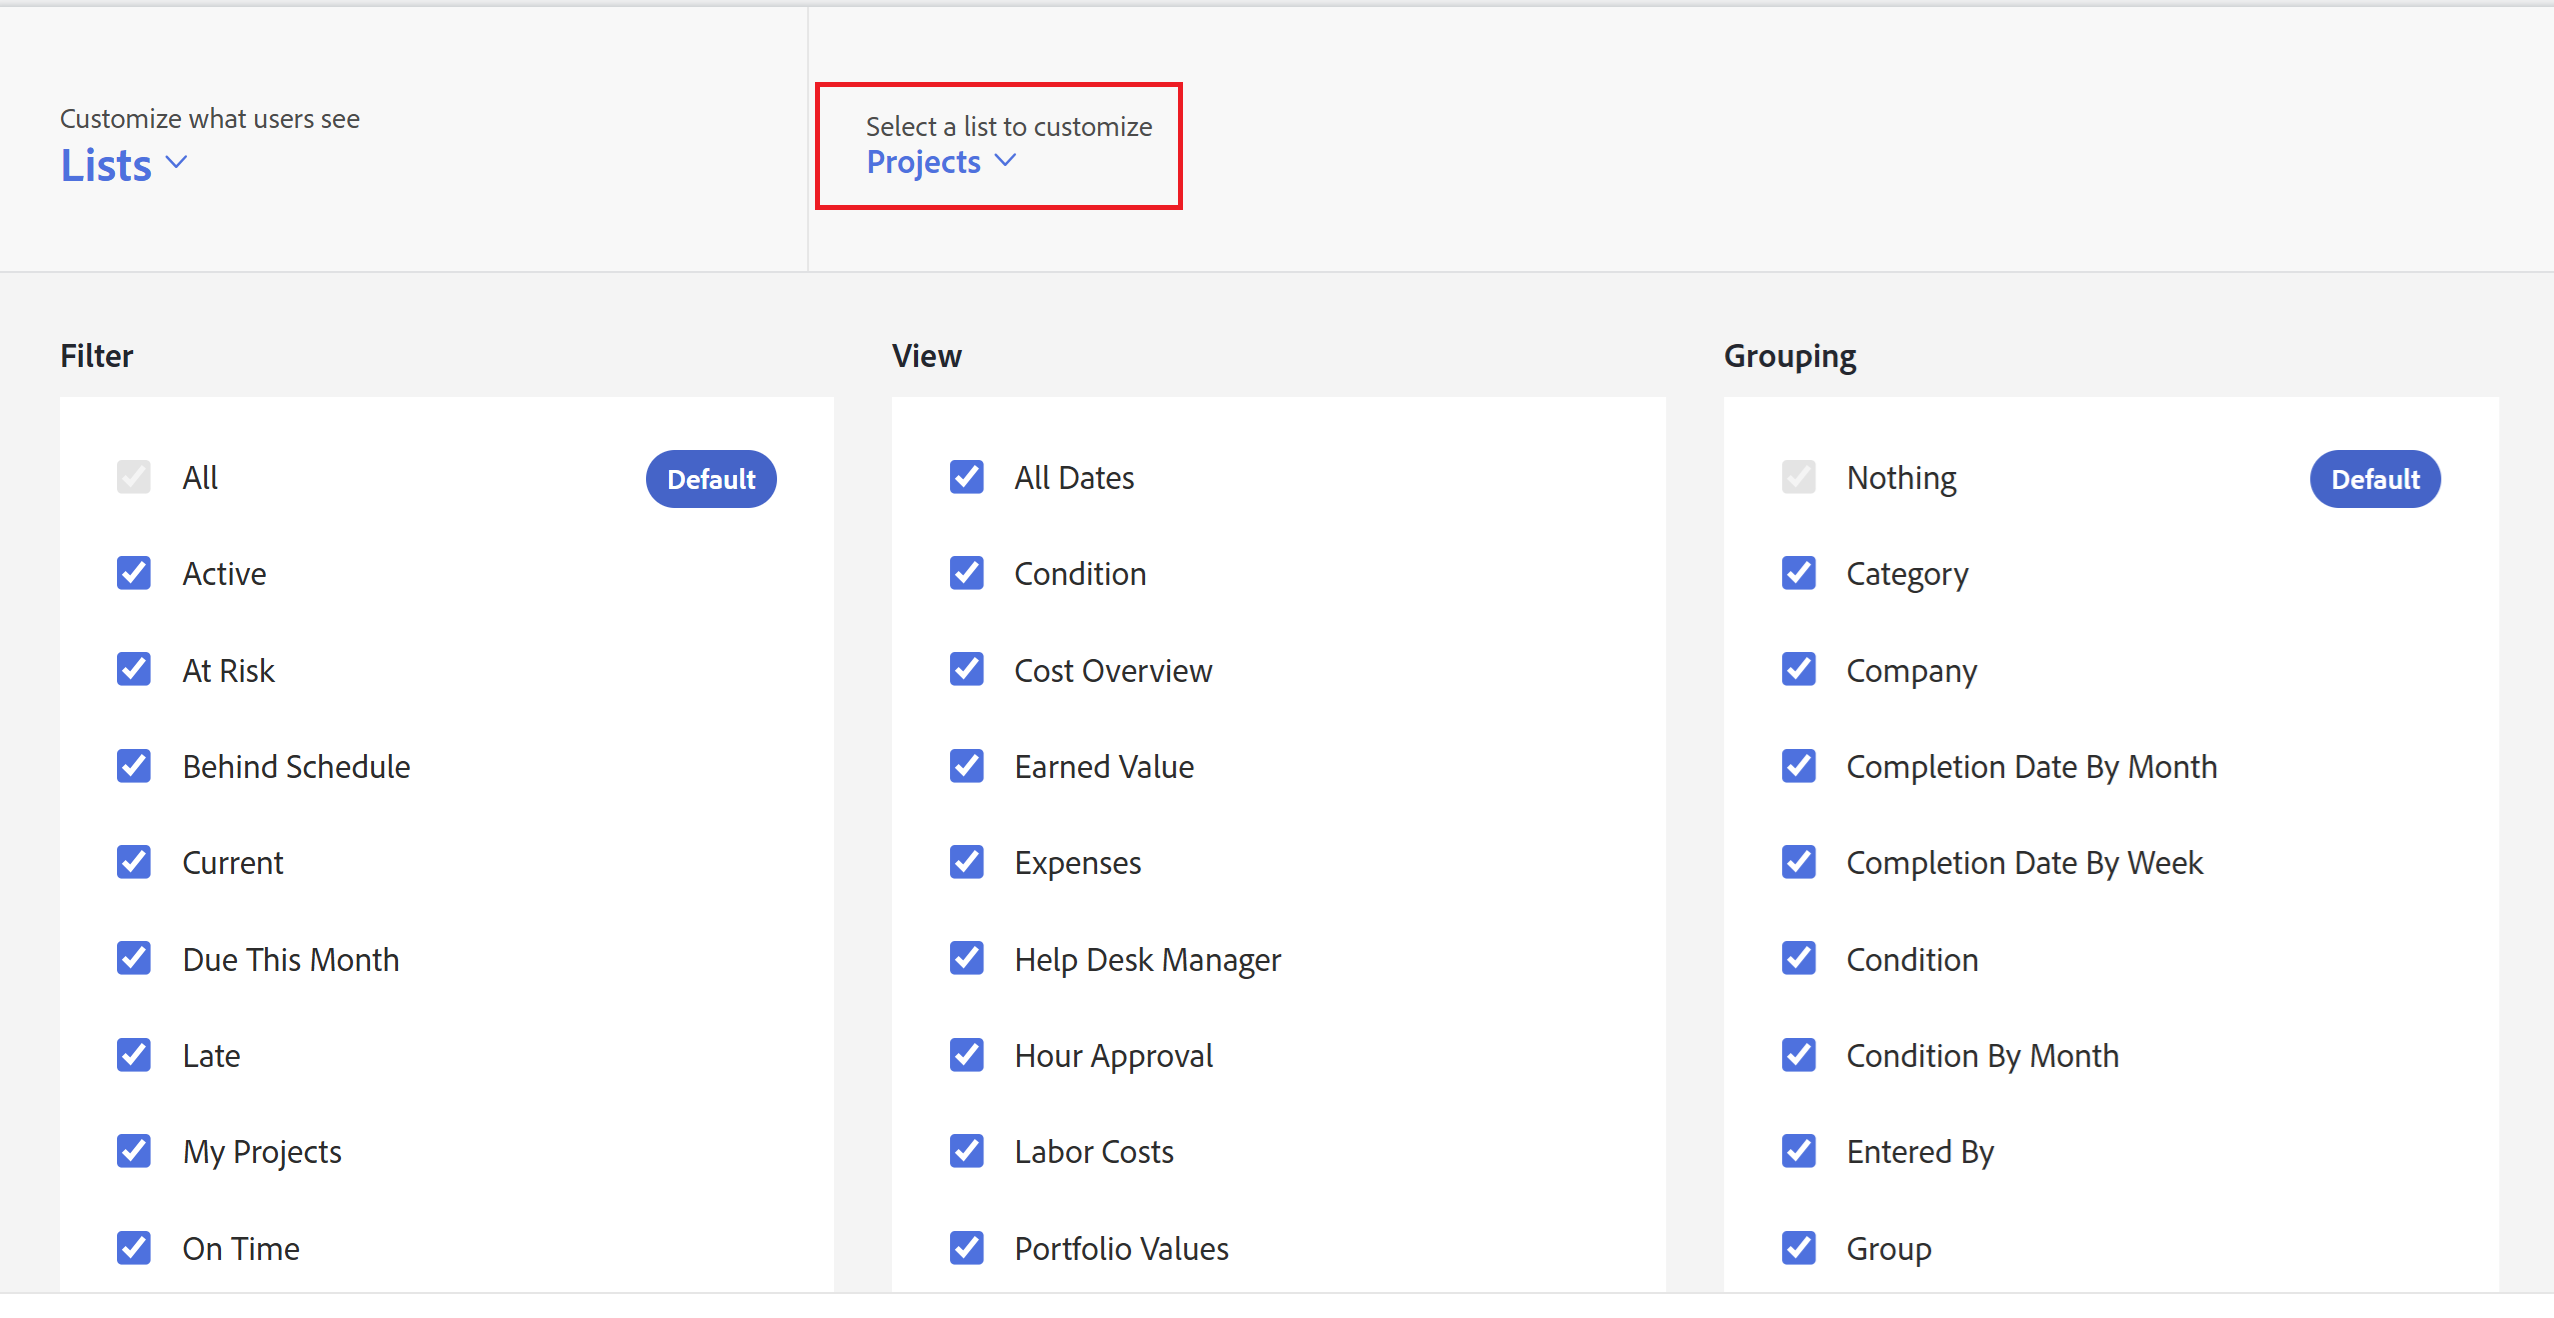 Customize what users see
Lists
Select a list to customize
Projects
Filter
All Default
Active
At Risk
Behind Schedule
Current
Due This Month
Late
My Projects
On Time
View
All Dates
Condition
Cost Overview
Earned Value
Expenses
Help Desk Manager
Hour Approval
Labor Costs
Portfolio Values
Grouping
Nothing Default
Category
Company
Completion Date By Month
Completion Date By Week
Condition
Condition By Month
Entered By
Group